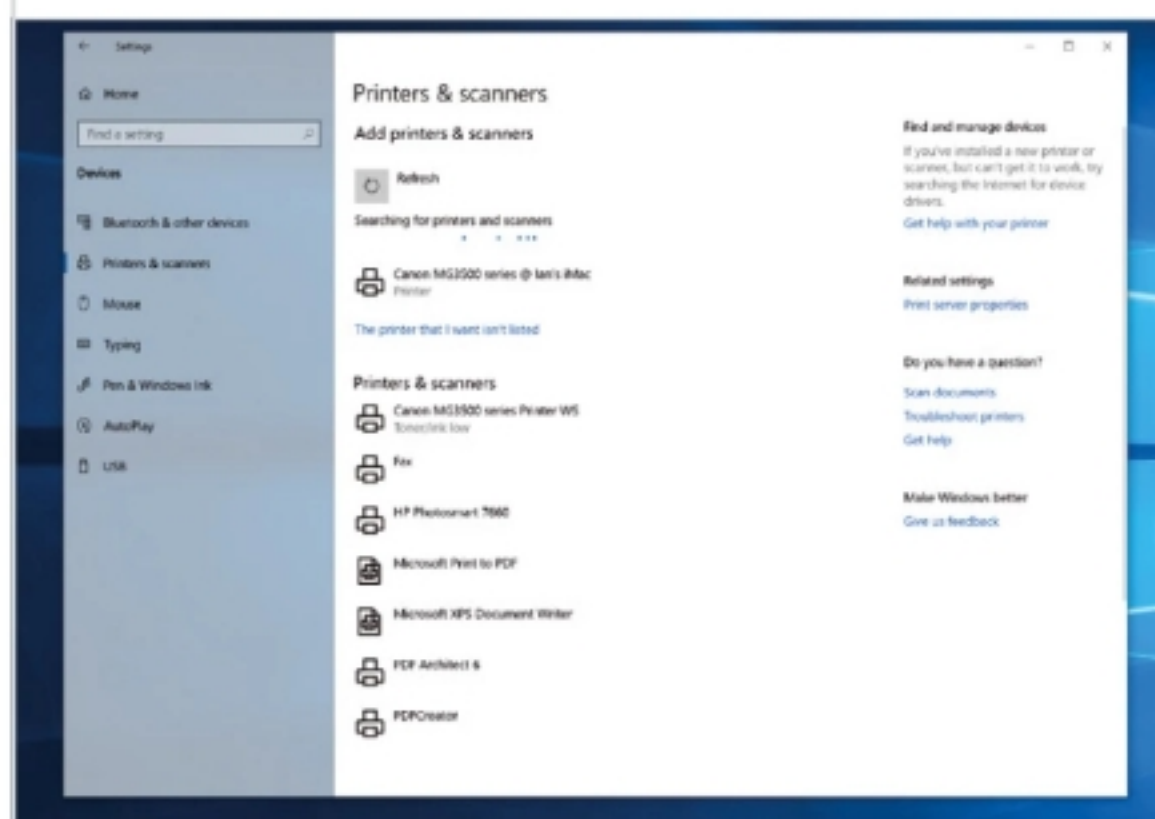 Settings
Home
Find a setting
Devices
Bluetooth & other devices
Printers & scanners
Mouse
Typing
Pen & Windows Ink
AutoPlay
USB
Printers & scanners
Add printers & scanners
Refresh
Searching for printers and scanners
Canon MG3500 series @ Ian's iMac
Printer
The printer that I want isn't listed
Printers & scanners
Canon MG3500 series Printer WS
Toner/ink low
Fax
HP Photosmart 7660
Microsoft Print to PDF
Microsoft XPS Document Writer
PDF Architect 6
PDFCreator
Find and manage devices
If you've installed a new printer or
scanner, but can't get it to work, try
searching the Internet for device
drivers.
Get help with your printer
Related settings
Print server properties
Do you have a question?
Scan documents
Troubleshoot printers
Get help
Make Windows better
Give us feedback